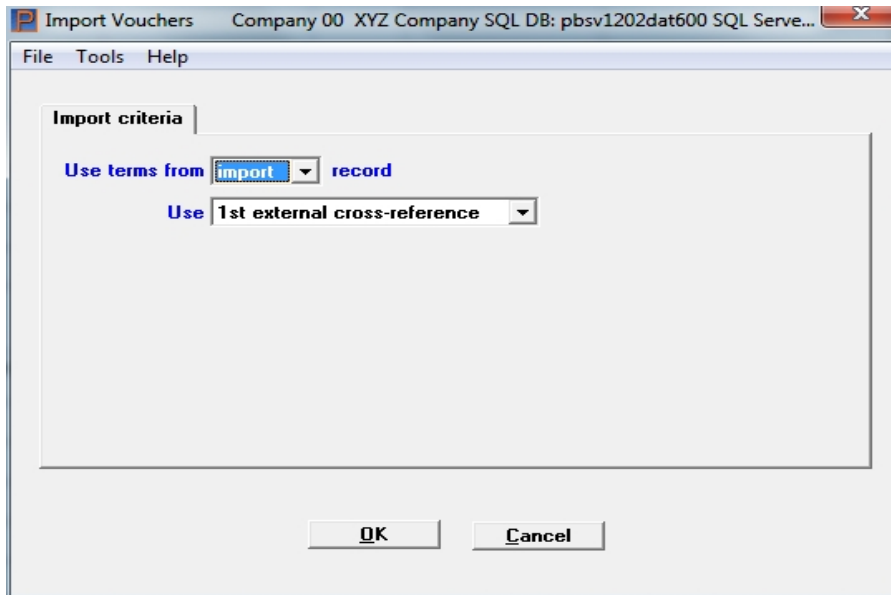 P Import Vouchers Company 00 XYZ Company SQL DB: pbsv1202dat600 SQL Serve... X
File Tools Help
Import criteria
Use terms from import record
Use 1st external cross-reference
OK Cancel